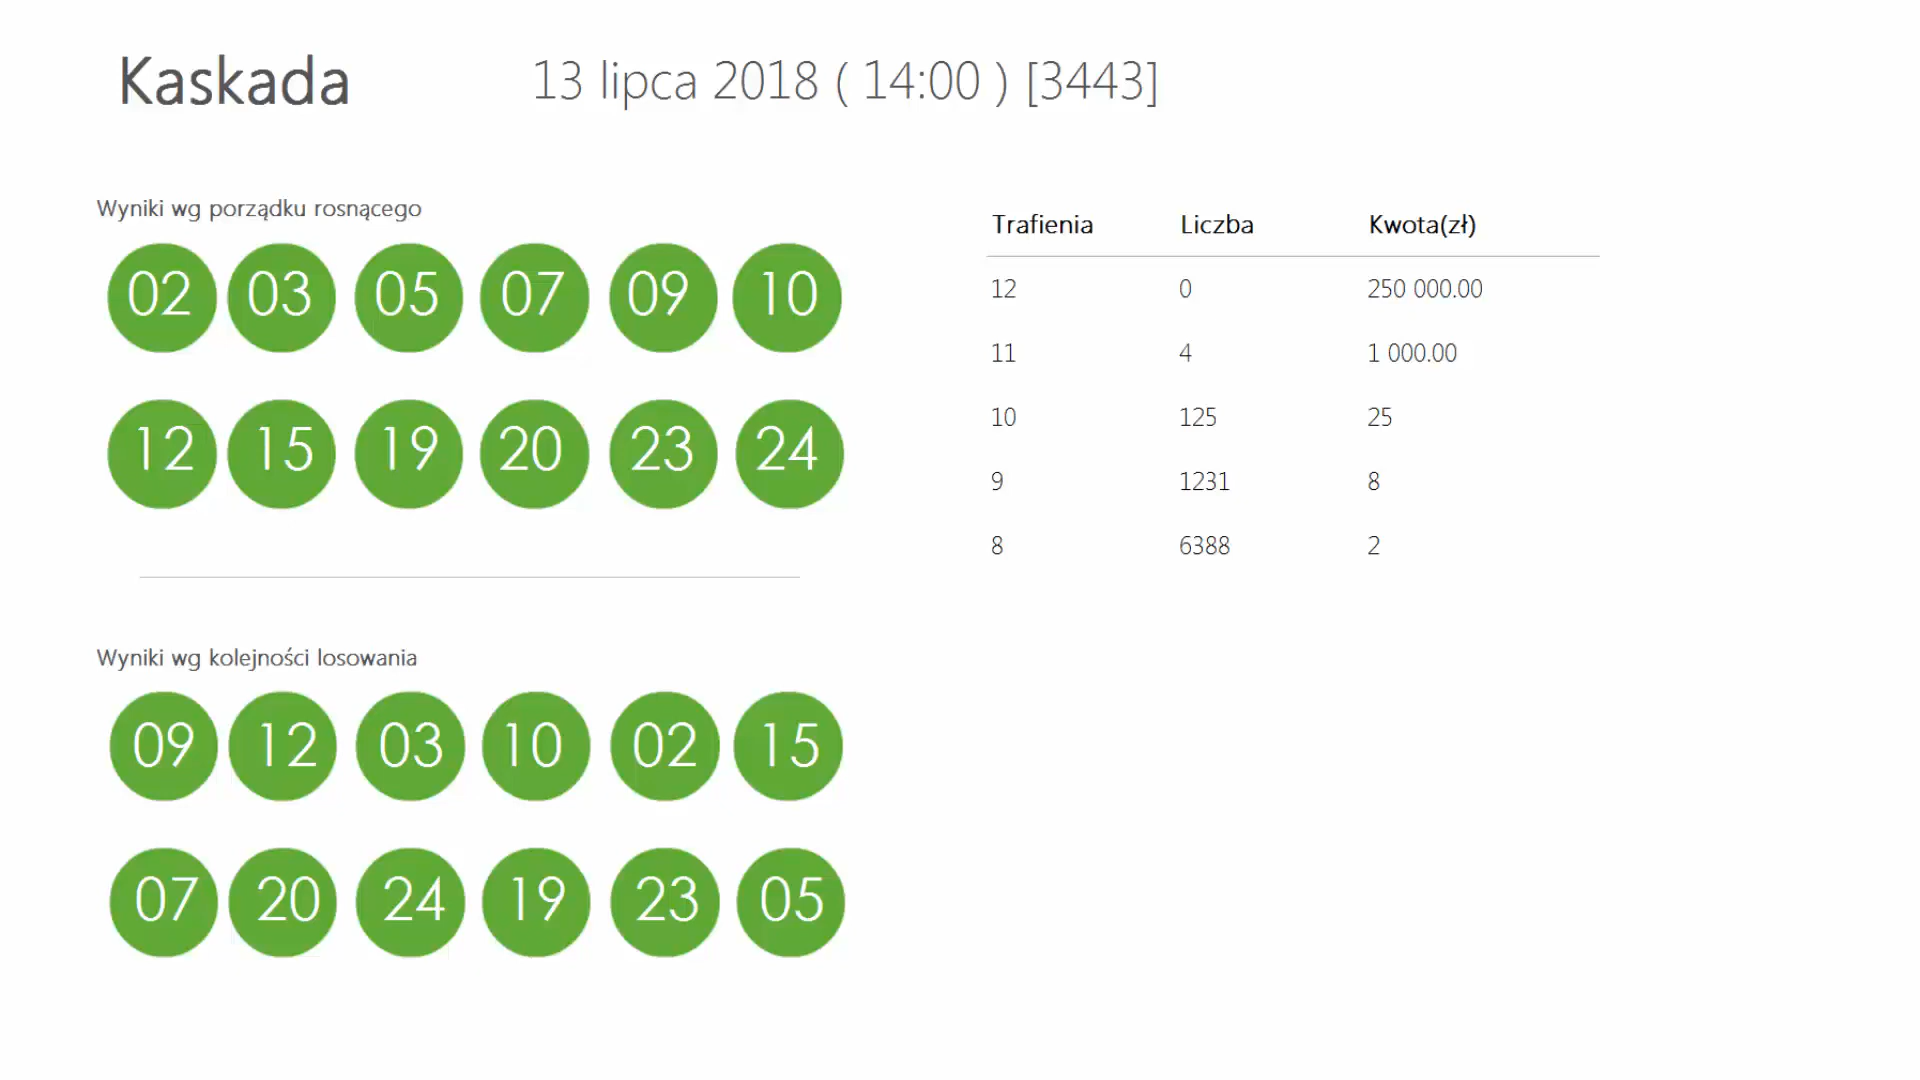 Kaskada 13 lipca 2018 ( 14:00 ) [3443]
Wyniki wg porządku rosnącego
02 03 05 07 09 10
12 15 19 20 23 24
Trafienia Liczba Kwota(zł)
12 0 250 000.00
11 4 1 000.00
10 125 25
9 1231 8
8 6388 2
Wyniki wg kolejności losowania
09 12 03 10 02 15
07 20 24 19 23 05